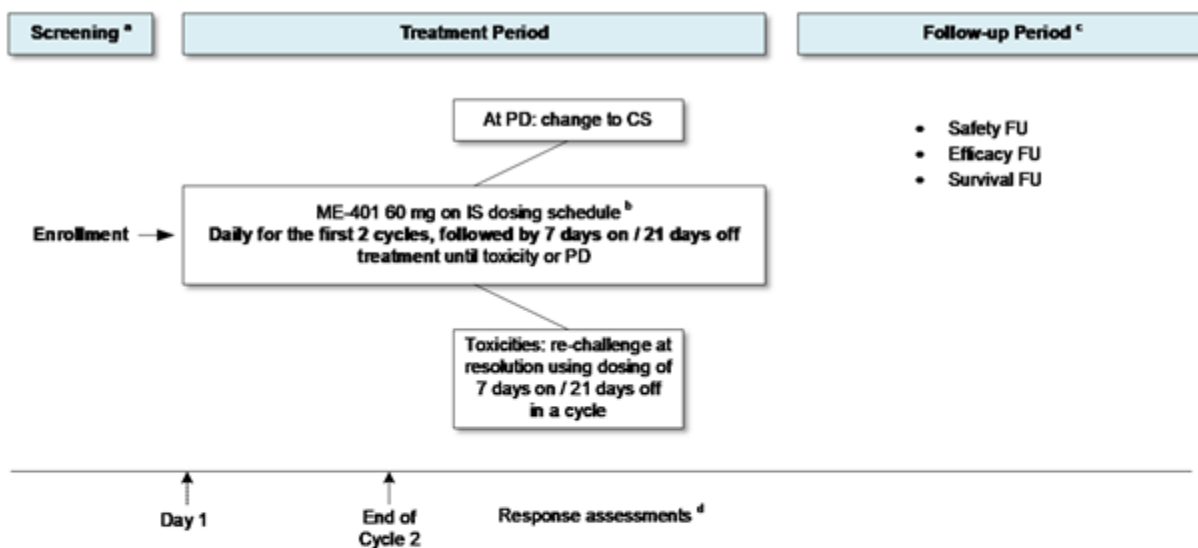 Screening a
Treatment Period
Follow-up Period c
At PD: change to CS
• Safety FU
• Efficacy FU
• Survival FU
Enrollment
ME-401 60 mg on IS dosing schedule b
Daily for the first 2 cycles, followed by 7 days on / 21 days off
treatment until toxicity or PD
Toxicities: re-challenge at
resolution using dosing of
7 days on / 21 days off
in a cycle
Day 1
End of
Cycle 2
Response assessments d